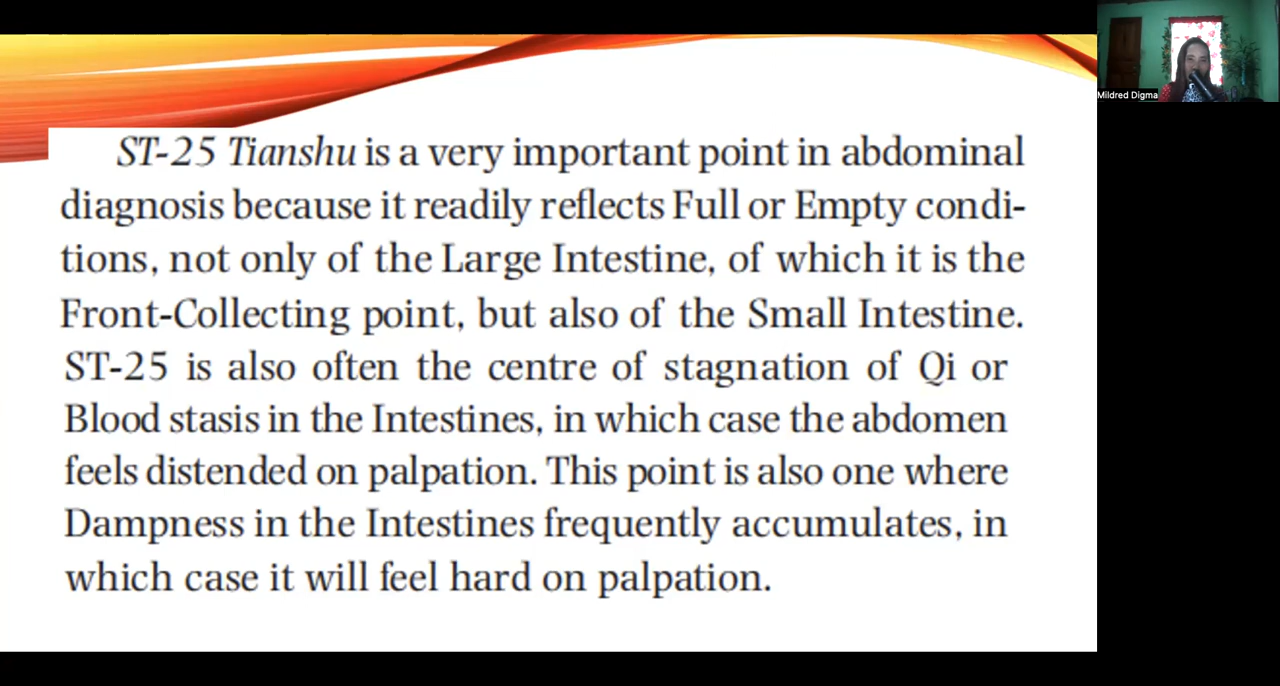 Mildred Digma
ST-25 Tianshu is a very important point in abdominal
diagnosis because it readily reflects Full or Empty condi-
tions, not only of the Large Intestine, of which it is the
Front-Collecting point, but also of the Small Intestine.
ST-25 is also often the centre of stagnation of Qi or
Blood stasis in the Intestines, in which case the abdomen
feels distended on palpation. This point is also one where
Dampness in the Intestines frequently accumulates, in
which case it will feel hard on palpation.